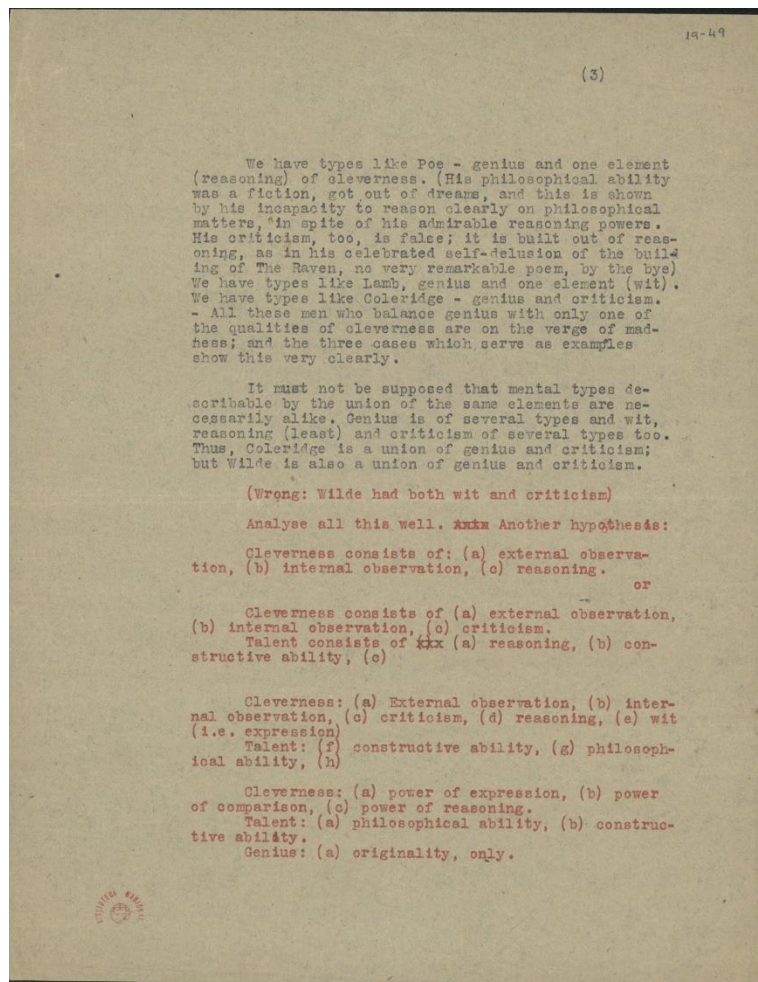 19-49
(3)
We have types like Poe - genius and one element
(reasoning) of cleverness. (His philosophical ability
was a fiction, got out of dreams, and this is shown
by his incapacity to reason clearly on philosophical
matters, in spite of his admirable reasoning powers.
His criticism, too, is false; it is built out of reas-
oning, as in his celebrated self-delusion of the build
ing of The Raven, no very remarkable poem, by the bye)
We have types like Lamb, genius and one element (wit).
We have types like Coleridge - genius and criticism.
- All these men who balance genius with only one of
the qualities of cleverness are on the verge of mad-
ness; and the three cases which serve as examples
show this very clearly.
It must not be supposed that mental types de-
scribable by the union of the same elements are ne-
cessarily alike. Genius is of several types and wit,
reasoning (least) and criticism of several types too.
Thus, Coleridge is a union of genius and criticism;
but Wilde is also a union of genius and criticism.
(Wrong: Wilde had both wit and criticism)
Analyse all this well. xxxx Another hypothesis:
Cleverness consists of: (a) external observa-
tion, (b) internal observation, (c) reasoning.
or
Cleverness consists of (a) external observation,
(b) internal observation, (c) criticism.
Talent consists of xxx (a) reasoning, (b) con-
structive ability, (c)
Cleverness: (a) External observation, (b) inter-
nal observation, (c) criticism, (d) reasoning, (e) wit
(i.e. expression)
Talent: (f) constructive ability, (g) philosoph-
ical ability, (h)
Cleverness: (a) power of expression, (b) power
of comparison, (c) power of reasoning.
Talent: (a) philosophical ability, (b) construc-
tive ability.
Genius: (a) originality, only.
BIBLIOTECA NACIONAL